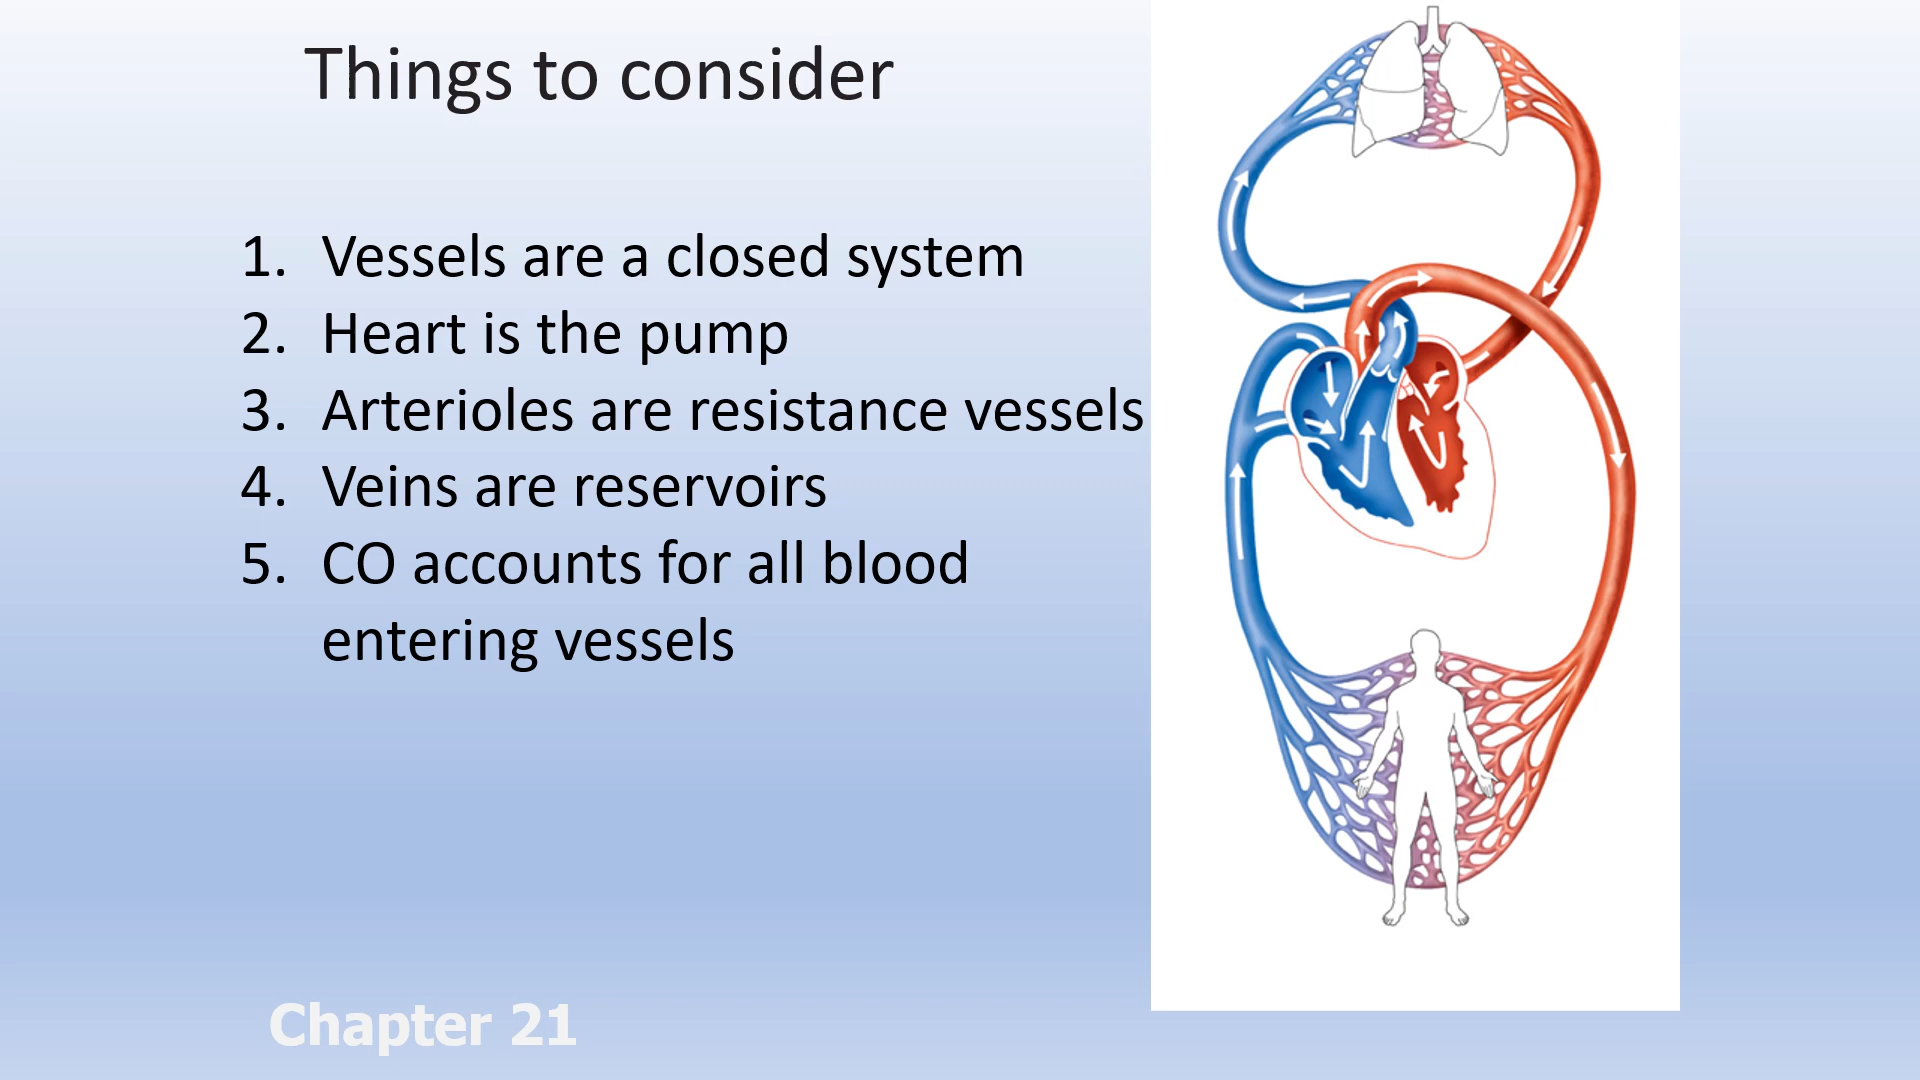 Things to consider
1. Vessels are a closed system
2. Heart is the pump
3. Arterioles are resistance vessels
4. Veins are reservoirs
5. CO accounts for all blood
entering vessels
Chapter 21